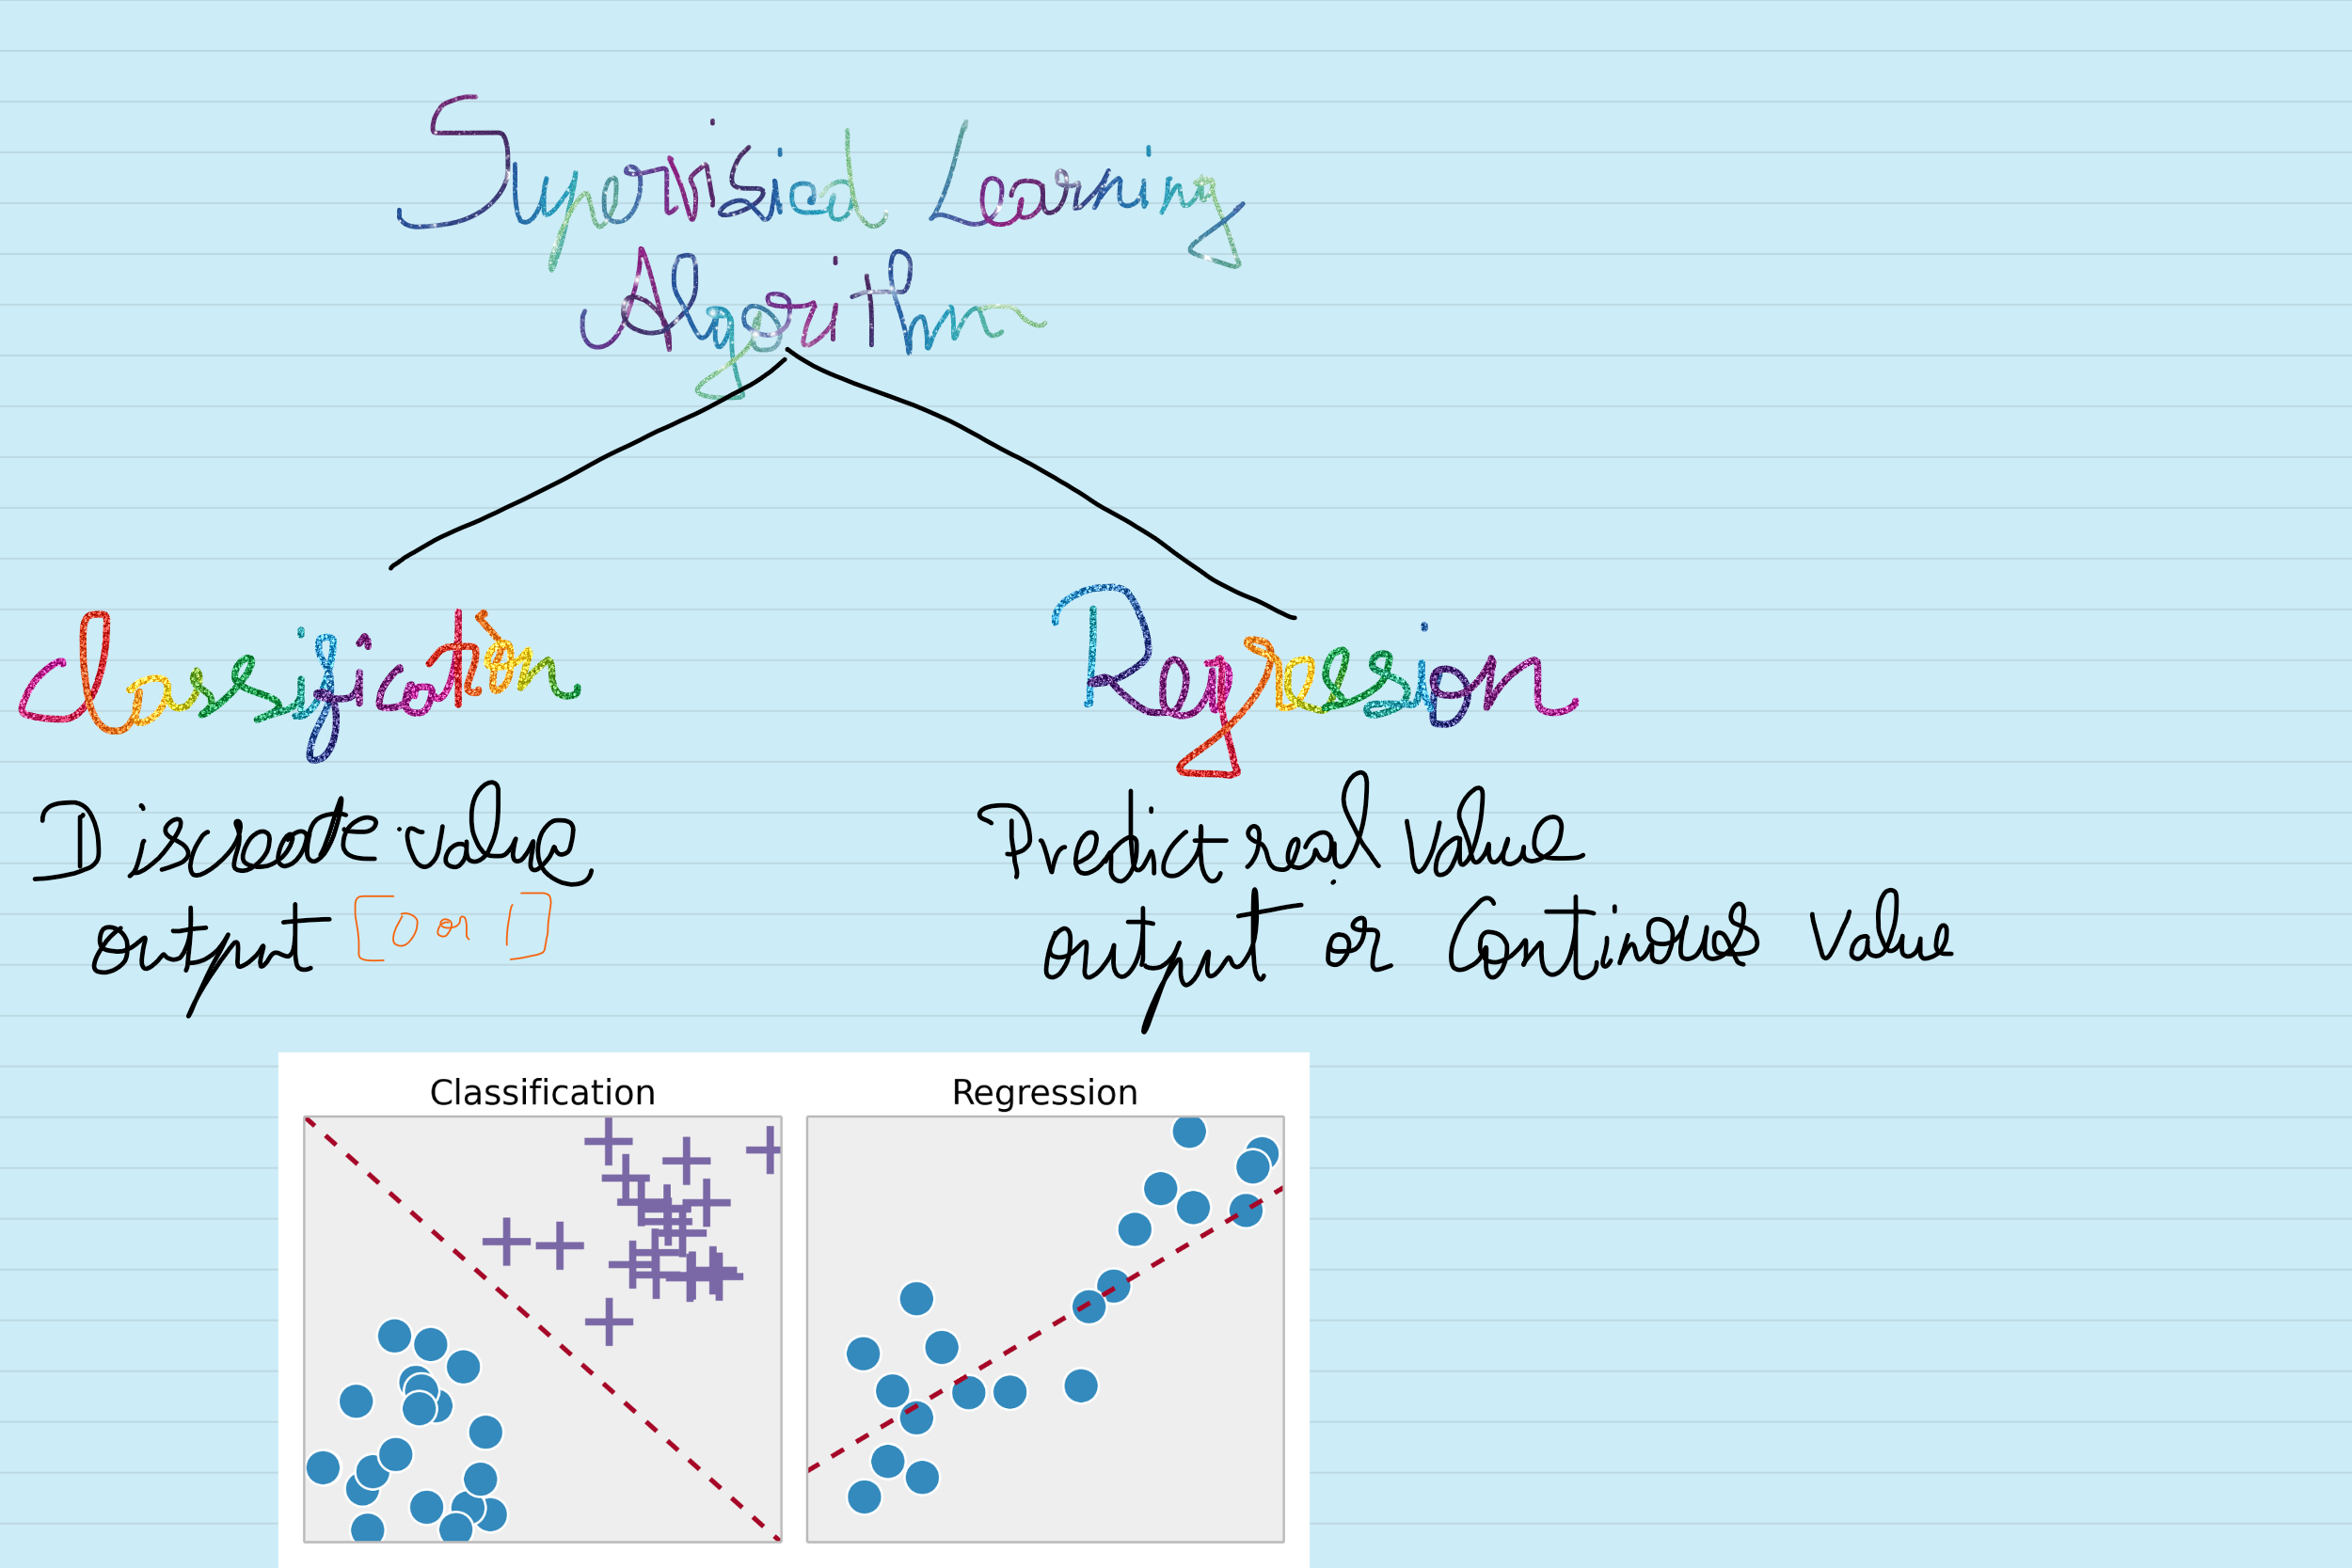 Supervisied Learning
Algorithm
Classification
Regression
Discreate value
output [0 or 1]
Predict real value
output or Continous value
Classification
Regression